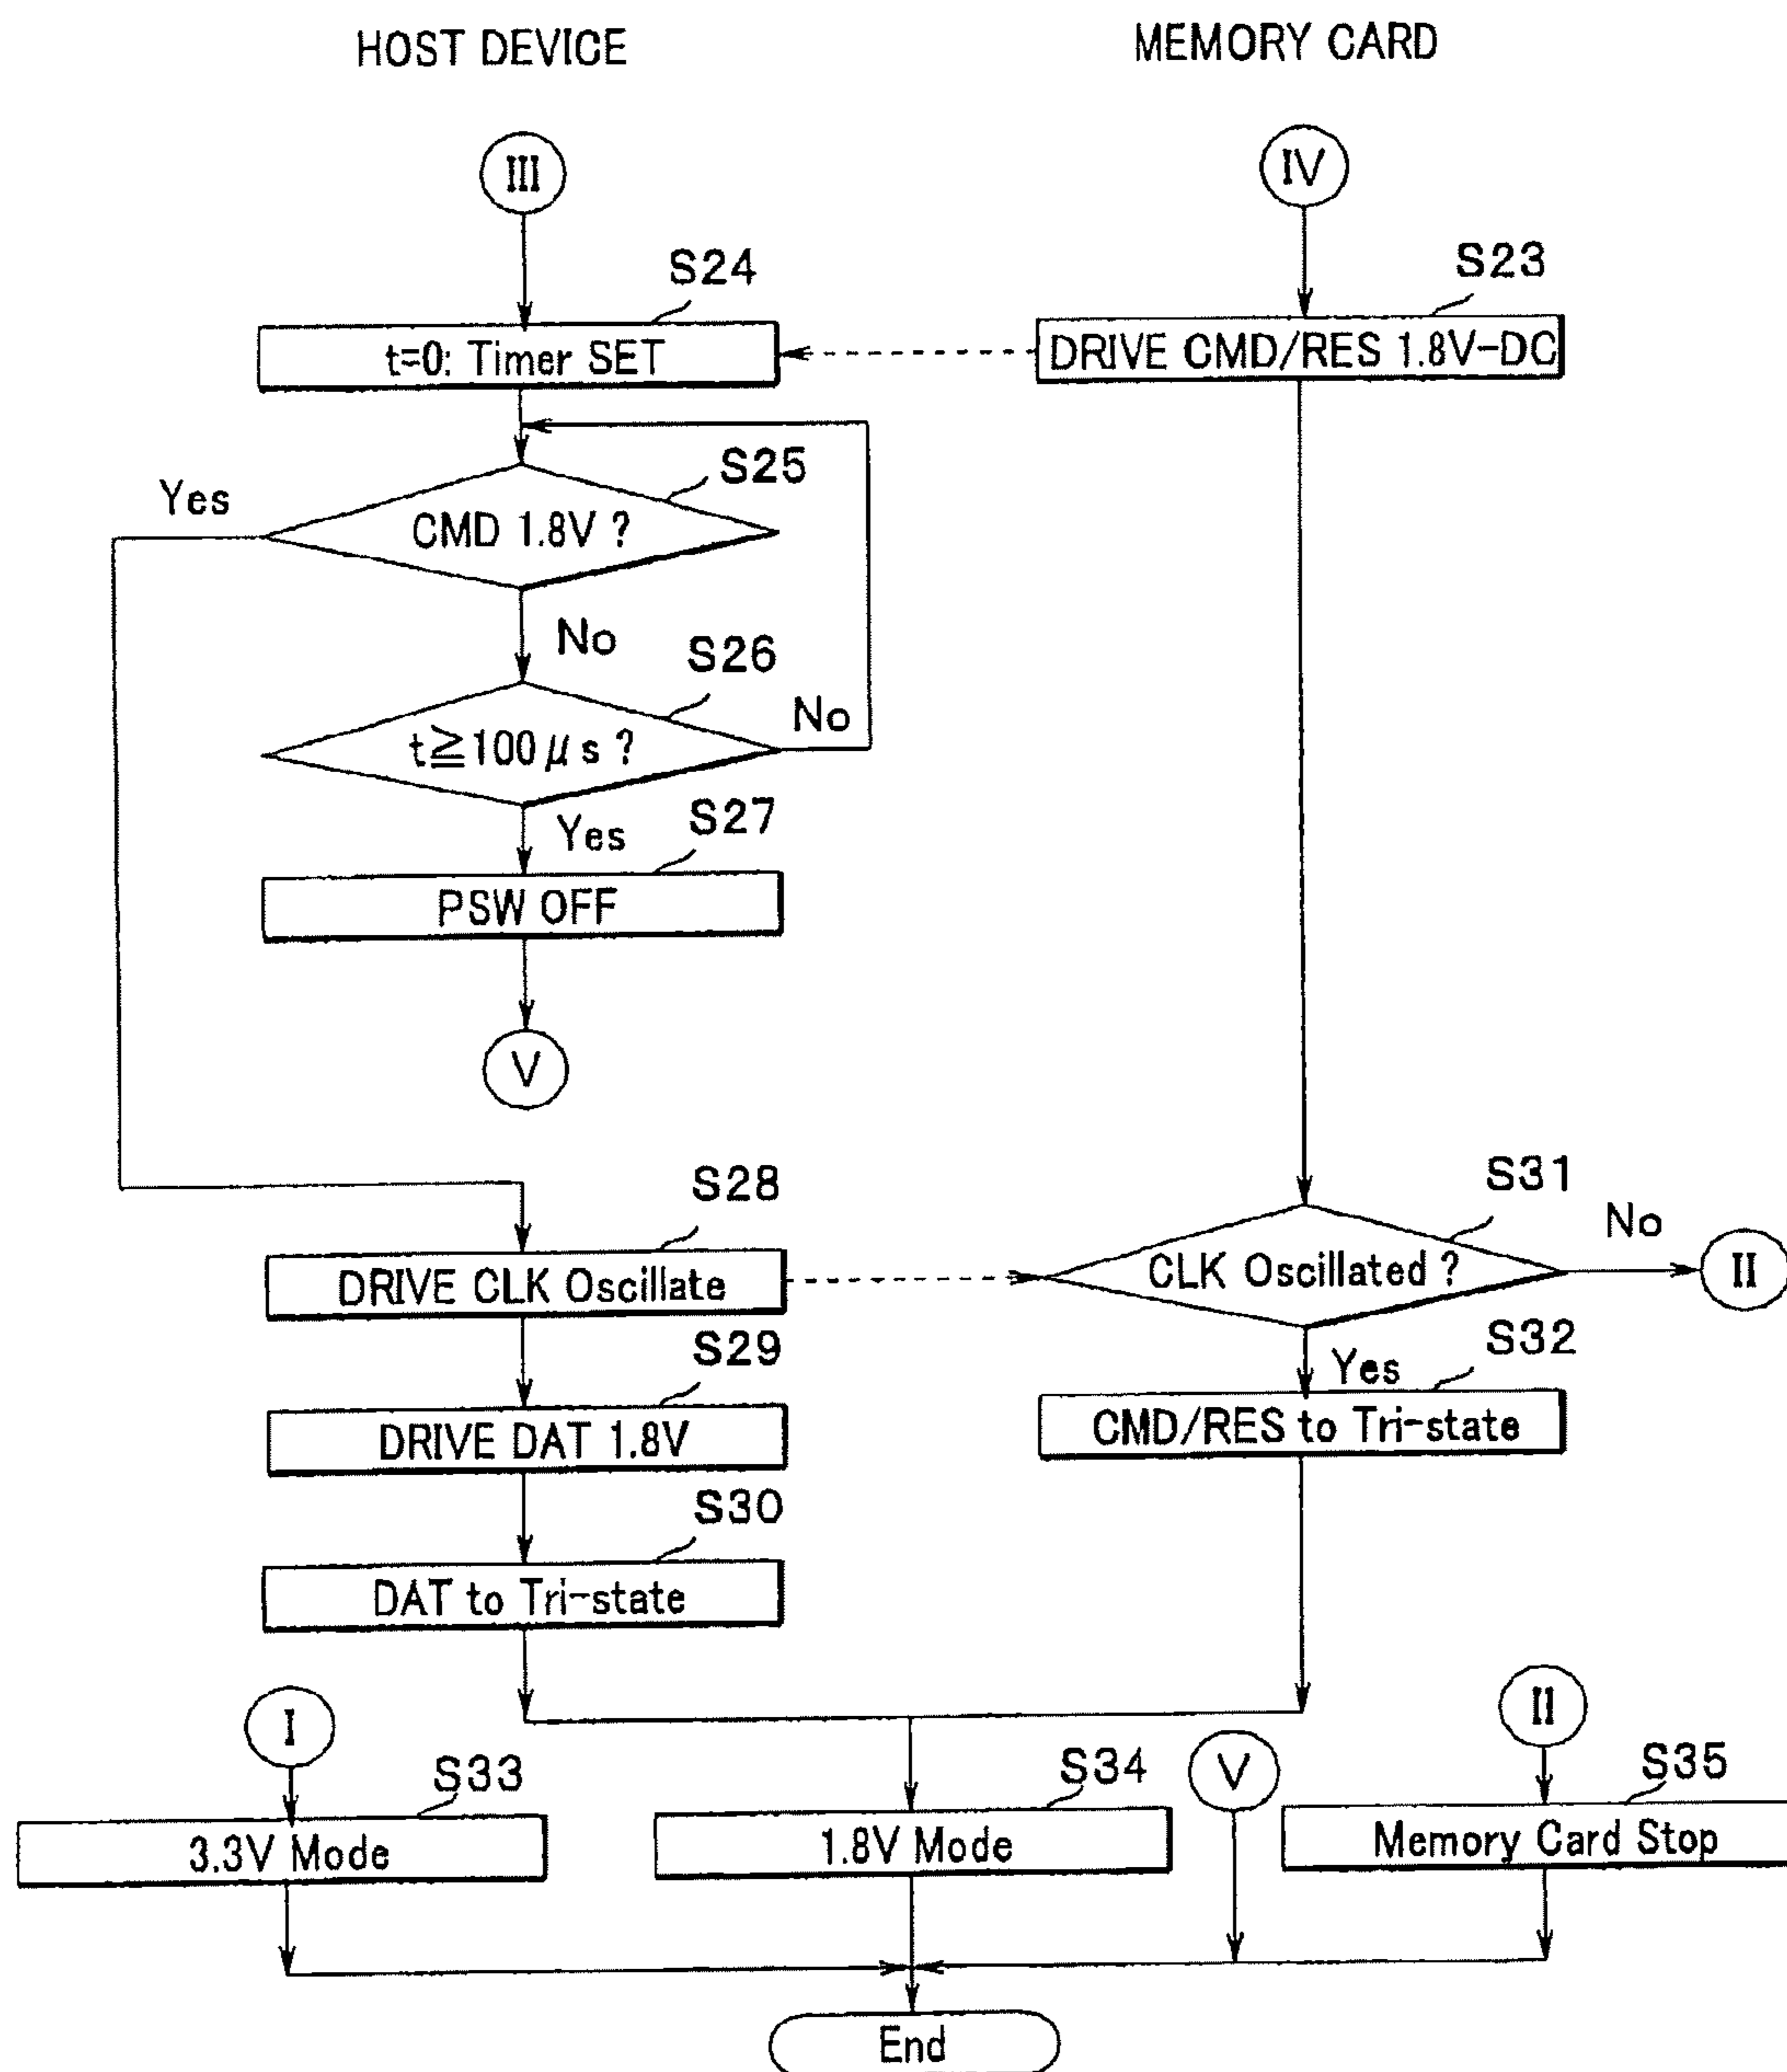 HOST DEVICE
MEMORY CARD
III
IV
S24
S23
t=0: Timer SET
DRIVE CMD/RES 1.8V-DC
S25
Yes
CMD 1.8V ?
No
S26
t≧100μs ?
No
S27
Yes
PSW OFF
V
S28
S31
No
DRIVE CLK Oscillate
CLK Oscillated ?
II
S29
S32
Yes
DRIVE DAT 1.8V
CMD/RES to Tri-state
S30
DAT to Tri-state
I
II
S33
S34
V
S35
3.3V Mode
1.8V Mode
Memory Card Stop
End